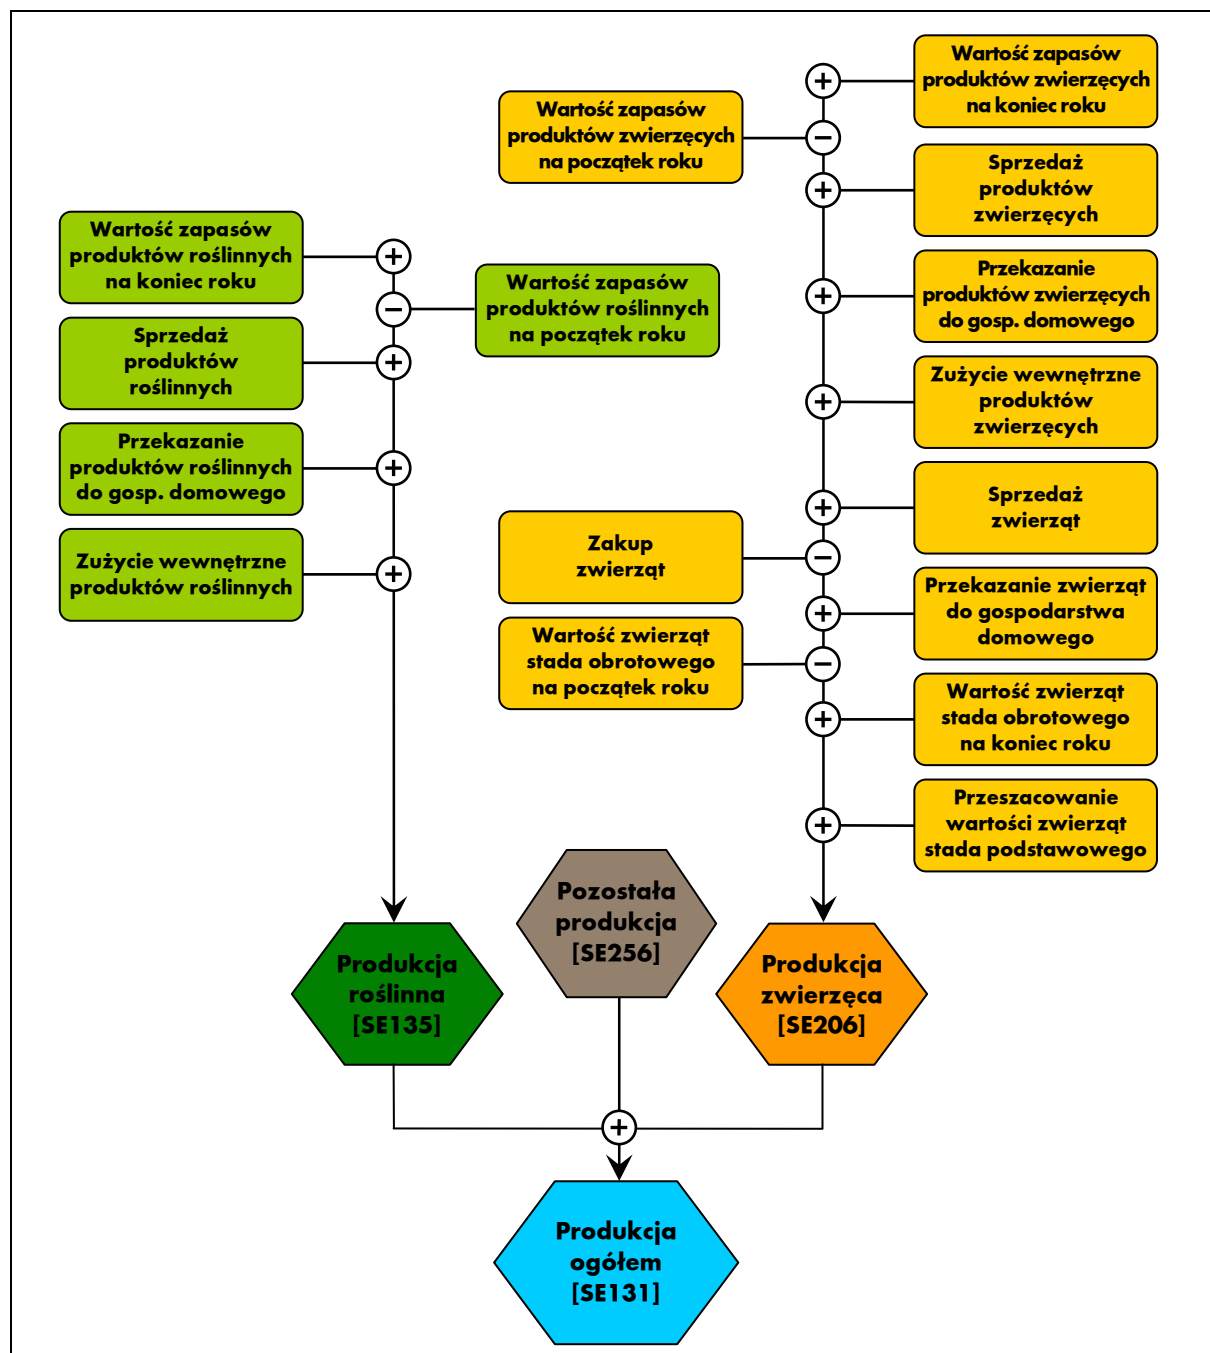 Wartość zapasów
produktów zwierzęcych
na koniec roku
Wartość zapasów
produktów zwierzęcych
na początek roku
Sprzedaż
produktów
zwierzęcych
Wartość zapasów
produktów roślinnych
na koniec roku
Przekazanie
produktów zwierzęcych
do gosp. domowego
Wartość zapasów
produktów roślinnych
na początek roku
Sprzedaż
produktów
roślinnych
Zużycie wewnętrzne
produktów
zwierzęcych
Przekazanie
produktów roślinnych
do gosp. domowego
Sprzedaż
zwierząt
Zakup
zwierząt
Zużycie wewnętrzne
produktów roślinnych
Przekazanie zwierząt
do gospodarstwa
domowego
Wartość zwierząt
stada obrotowego
na początek roku
Wartość zwierząt
stada obrotowego
na koniec roku
Przeszacowanie
wartości zwierząt
stada podstawowego
Pozostała
produkcja
[SE256]
Produkcja
roślinna
[SE135]
Produkcja
zwierzęca
[SE206]
Produkcja
ogółem
[SE131]